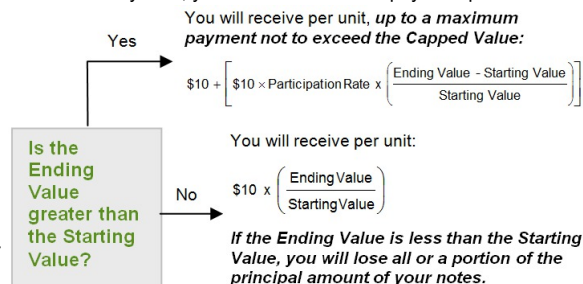 You will receive per unit, up to a maximum
payment not to exceed the Capped Value:
Yes
$10 + [ $10 × Participation Rate x ( Ending Value - Starting Value / Starting Value ) ]
Is the
Ending
Value
greater than
the Starting
Value?
No
You will receive per unit:
$10 x ( Ending Value / Starting Value )
If the Ending Value is less than the Starting
Value, you will lose all or a portion of the
principal amount of your notes.